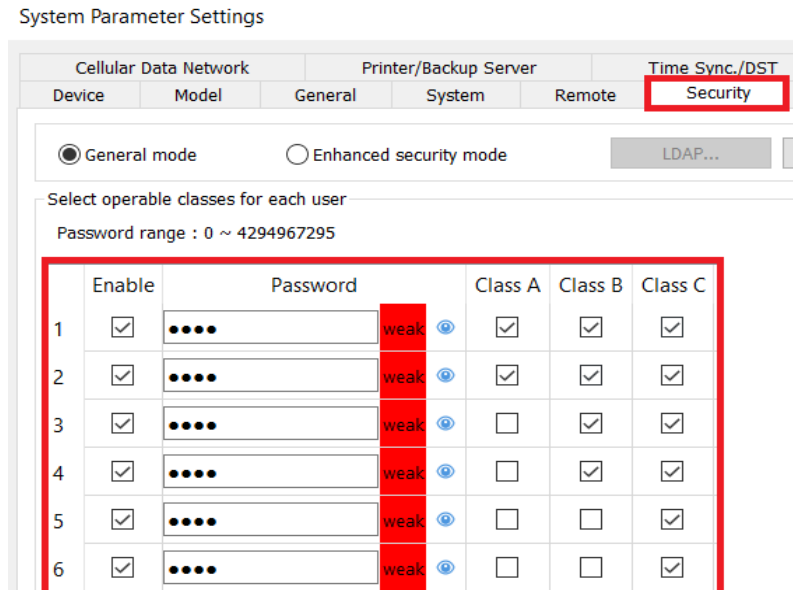 System Parameter Settings
Cellular Data Network Printer/Backup Server Time Sync./DST
Device Model General System Remote Security
General mode Enhanced security mode LDAP...
Select operable classes for each user
Password range : 0 ~ 4294967295
Enable Password Class A Class B Class C
1 •••• weak
2 •••• weak
3 •••• weak
4 •••• weak
5 •••• weak
6 •••• weak